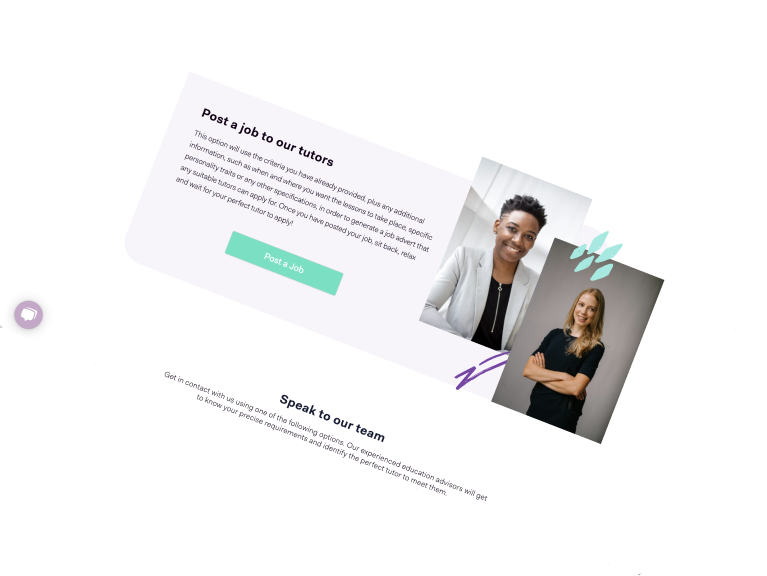 Post a job to our tutors
This option will use the criteria you have already provided, plus any additional
information, such as when and where you want the lessons to take place, specific
personality traits or any other specifications, in order to generate a job advert that
any suitable tutors can apply for. Once you have posted your job, sit back, relax
and wait for your perfect tutor to apply!
Post a Job
Speak to our team
Get in contact with us using one of the following options. Our experienced education advisors will get
to know your precise requirements and identify the perfect tutor to meet them.